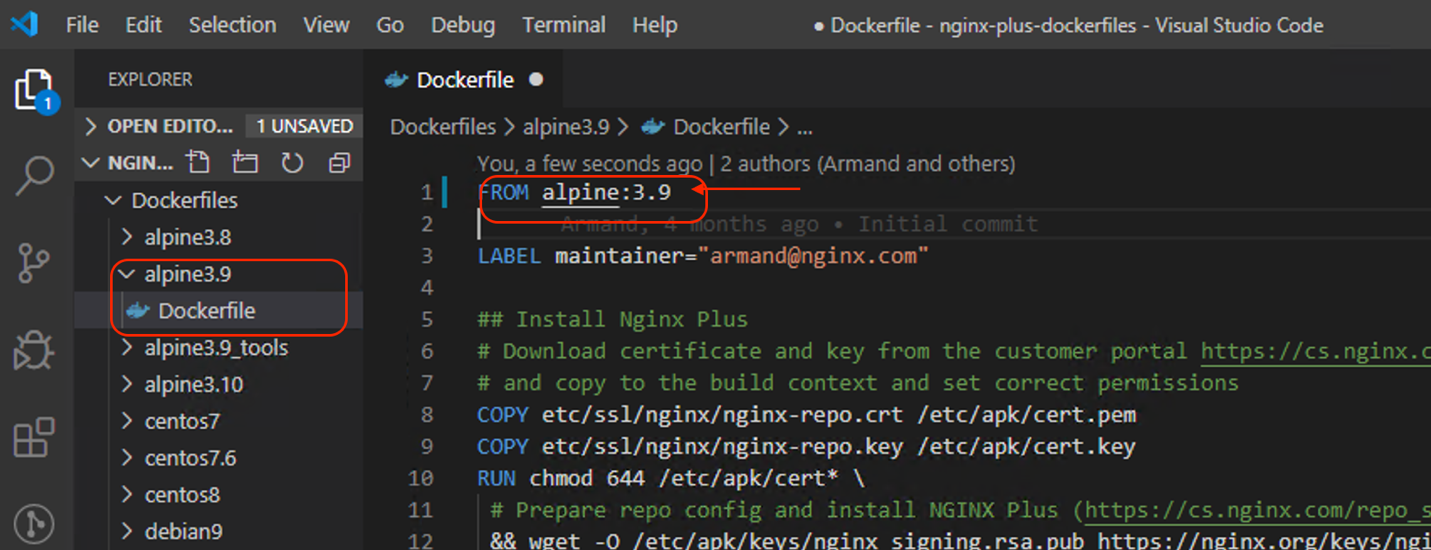 File Edit Selection View Go Debug Terminal Help ● Dockerfile - nginx-plus-dockerfiles - Visual Studio Code
1
EXPLORER
OPEN EDITO... 1 UNSAVED
NGIN...
Dockerfiles
alpine3.8
alpine3.9
Dockerfile
alpine3.9_tools
alpine3.10
centos7
centos7.6
centos8
debian9
Dockerfile ●
Dockerfiles > alpine3.9 > Dockerfile > ...
You, a few seconds ago | 2 authors (Armand and others)
1 FROM alpine:3.9
2 Armand, 4 months ago • Initial commit
3 LABEL maintainer="armand@nginx.com"
4
5 ## Install Nginx Plus
6 # Download certificate and key from the customer portal https://cs.nginx.c
7 # and copy to the build context and set correct permissions
8 COPY etc/ssl/nginx/nginx-repo.crt /etc/apk/cert.pem
9 COPY etc/ssl/nginx/nginx-repo.key /etc/apk/cert.key
10 RUN chmod 644 /etc/apk/cert* \
11 # Prepare repo config and install NGINX Plus (https://cs.nginx.com/repo_s
12 && wget -O /etc/apk/keys/nginx_signing.rsa.pub https://nginx.org/keys/ngi